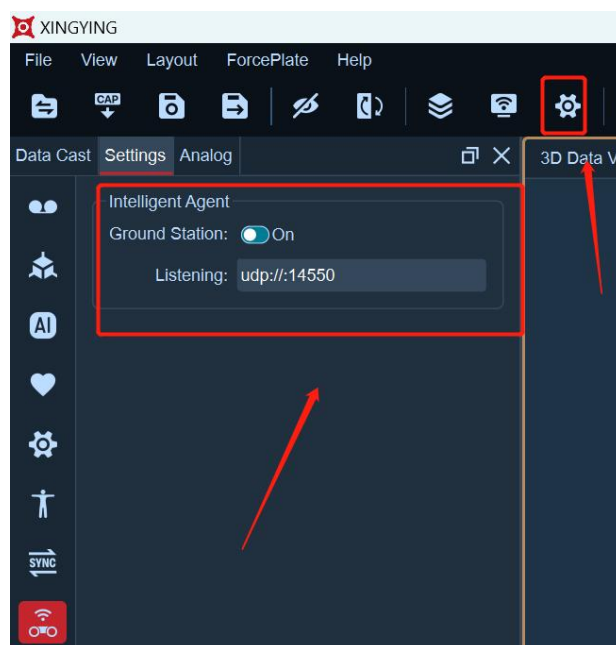 XINGYING
File View Layout ForcePlate Help
CAP
Data Cast Settings Analog
3D Data V
Intelligent Agent
Ground Station: On
Listening: udp://:14550
AI
SYNC